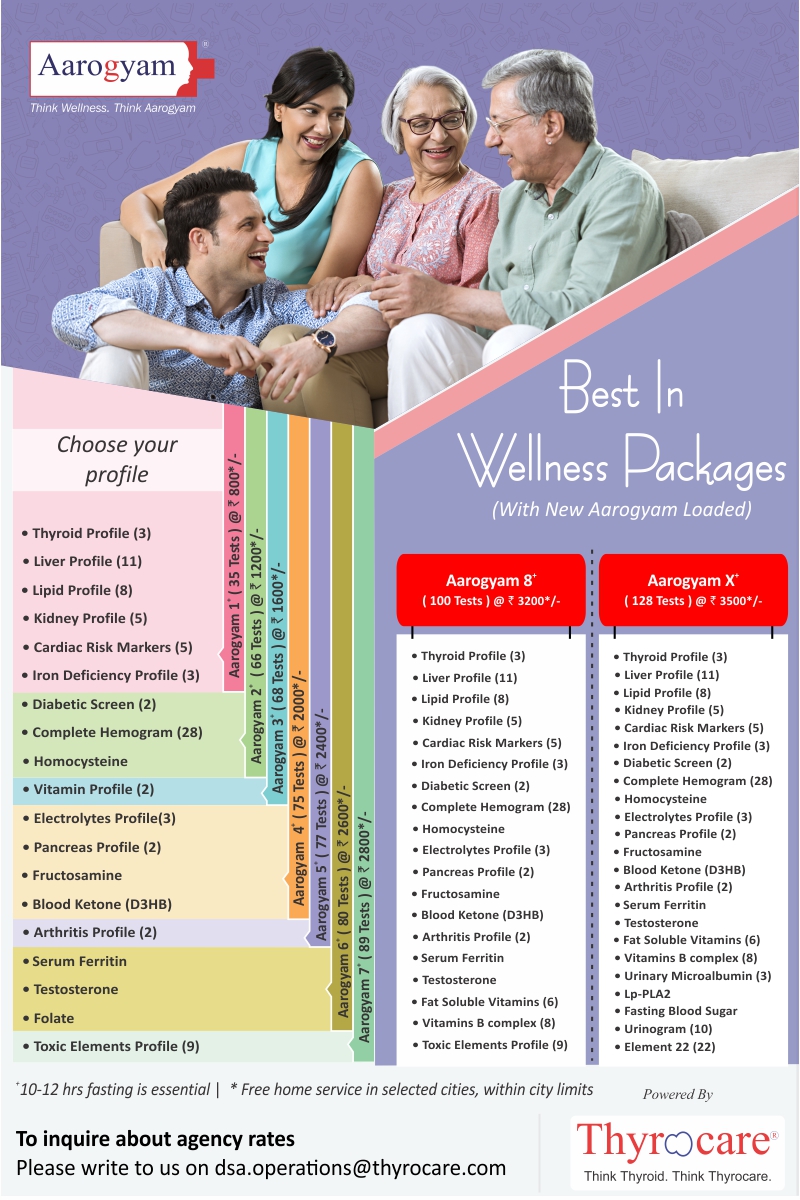 Aarogyam®
Think Wellness. Think Aarogyam
Choose your
profile
• Thyroid Profile (3)
• Liver Profile (11)
• Lipid Profile (8)
• Kidney Profile (5)
• Cardiac Risk Markers (5)
• Iron Deficiency Profile (3)
• Diabetic Screen (2)
• Complete Hemogram (28)
• Homocysteine
• Vitamin Profile (2)
• Electrolytes Profile(3)
• Pancreas Profile (2)
• Fructosamine
• Blood Ketone (D3HB)
• Arthritis Profile (2)
• Serum Ferritin
• Testosterone
• Folate
• Toxic Elements Profile (9)
Aarogyam 1+ ( 35 Tests ) @ ₹ 800*/-
Aarogyam 2+ ( 66 Tests ) @ ₹ 1200*/-
Aarogyam 3+ ( 68 Tests ) @ ₹ 1600*/-
Aarogyam 4+ ( 75 Tests ) @ ₹ 2000*/-
Aarogyam 5+ ( 77 Tests ) @ ₹ 2400*/-
Aarogyam 6+ ( 80 Tests ) @ ₹ 2600*/-
Aarogyam 7+ ( 89 Tests ) @ ₹ 2800*/-
Best In
Wellness Packages
(With New Aarogyam Loaded)
Aarogyam 8+
( 100 Tests ) @ ₹ 3200*/-
• Thyroid Profile (3)
• Liver Profile (11)
• Lipid Profile (8)
• Kidney Profile (5)
• Cardiac Risk Markers (5)
• Iron Deficiency Profile (3)
• Diabetic Screen (2)
• Complete Hemogram (28)
• Homocysteine
• Electrolytes Profile (3)
• Pancreas Profile (2)
• Fructosamine
• Blood Ketone (D3HB)
• Arthritis Profile (2)
• Serum Ferritin
• Testosterone
• Fat Soluble Vitamins (6)
• Vitamins B complex (8)
• Toxic Elements Profile (9)
Aarogyam X+
( 128 Tests ) @ ₹ 3500*/-
• Thyroid Profile (3)
• Liver Profile (11)
• Lipid Profile (8)
• Kidney Profile (5)
• Cardiac Risk Markers (5)
• Iron Deficiency Profile (3)
• Diabetic Screen (2)
• Complete Hemogram (28)
• Homocysteine
• Electrolytes Profile (3)
• Pancreas Profile (2)
• Fructosamine
• Blood Ketone (D3HB)
• Arthritis Profile (2)
• Serum Ferritin
• Testosterone
• Fat Soluble Vitamins (6)
• Vitamins B complex (8)
• Urinary Microalbumin (3)
• Lp-PLA2
• Fasting Blood Sugar
• Urinogram (10)
• Element 22 (22)
+10-12 hrs fasting is essential | * Free home service in selected cities, within city limits
To inquire about agency rates
Please write to us on dsa.operations@thyrocare.com
Powered By
Thyrocare®
Think Thyroid. Think Thyrocare.